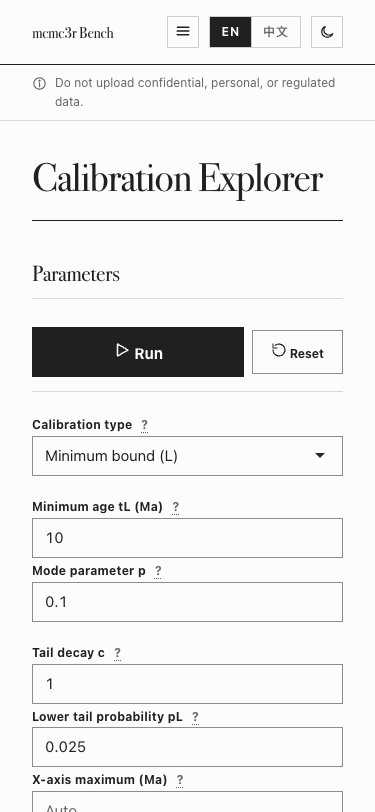 mcmc3r Bench
EN 中文
Do not upload confidential, personal, or regulated
data.
Calibration Explorer
Parameters
Run
Reset
Calibration type ?
Minimum bound (L)
Minimum age tL (Ma) ?
10
Mode parameter p ?
0.1
Tail decay c ?
1
Lower tail probability pL ?
0.025
X-axis maximum (Ma) ?
Auto